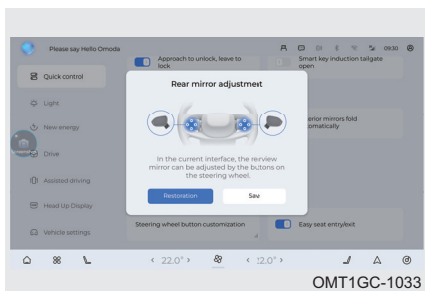 Please say Hello Omoda
09:30
Quick control
Approach to unlock, leave to
lock
Smart key induction tailgate
open
Light
New energy
Drive
Assisted driving
Head Up Display
Vehicle settings
Rear mirror adjustment
In the current interface, the rerview
mirror can be adjusted by the buttons on
the steering wheel.
Restoration
Sav
erior mirrors fold
omatically
Steering wheel button customization
Easy seat entry/exit
22.0°
:2.0°
OMT1GC-1033